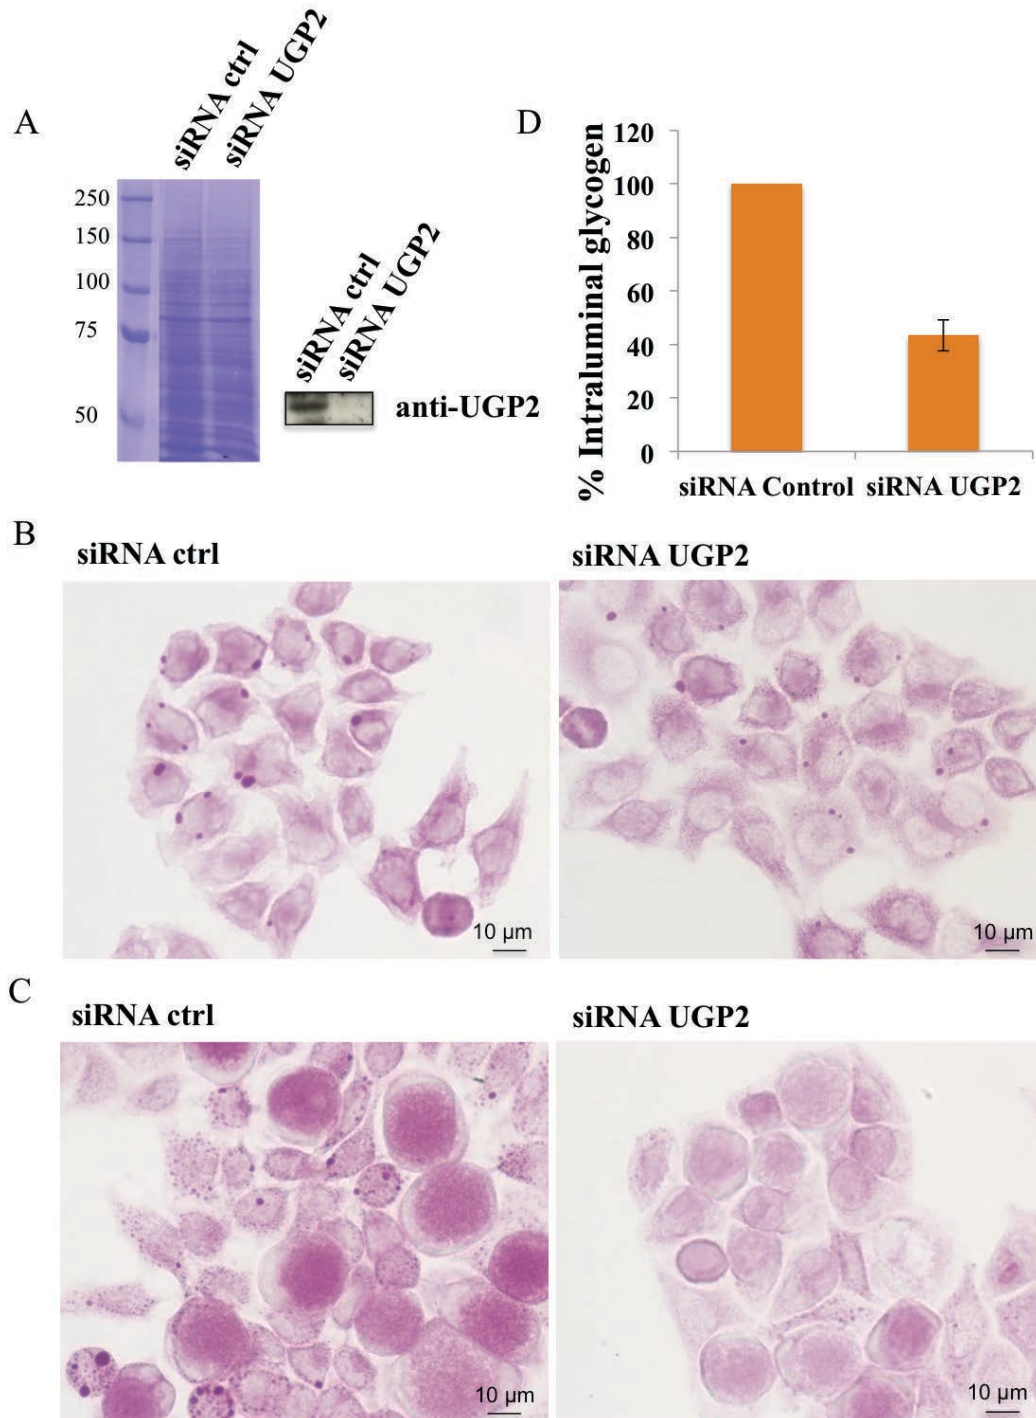 A
siRNA ctrl
siRNA UGP2
250
150
100
75
50
siRNA ctrl
siRNA UGP2
anti-UGP2
D
% Intraluminal glycogen
120
100
80
60
40
20
0
siRNA Control siRNA UGP2
B
siRNA ctrl
siRNA UGP2
10 µm
10 µm
C
siRNA ctrl
siRNA UGP2
10 µm
10 µm